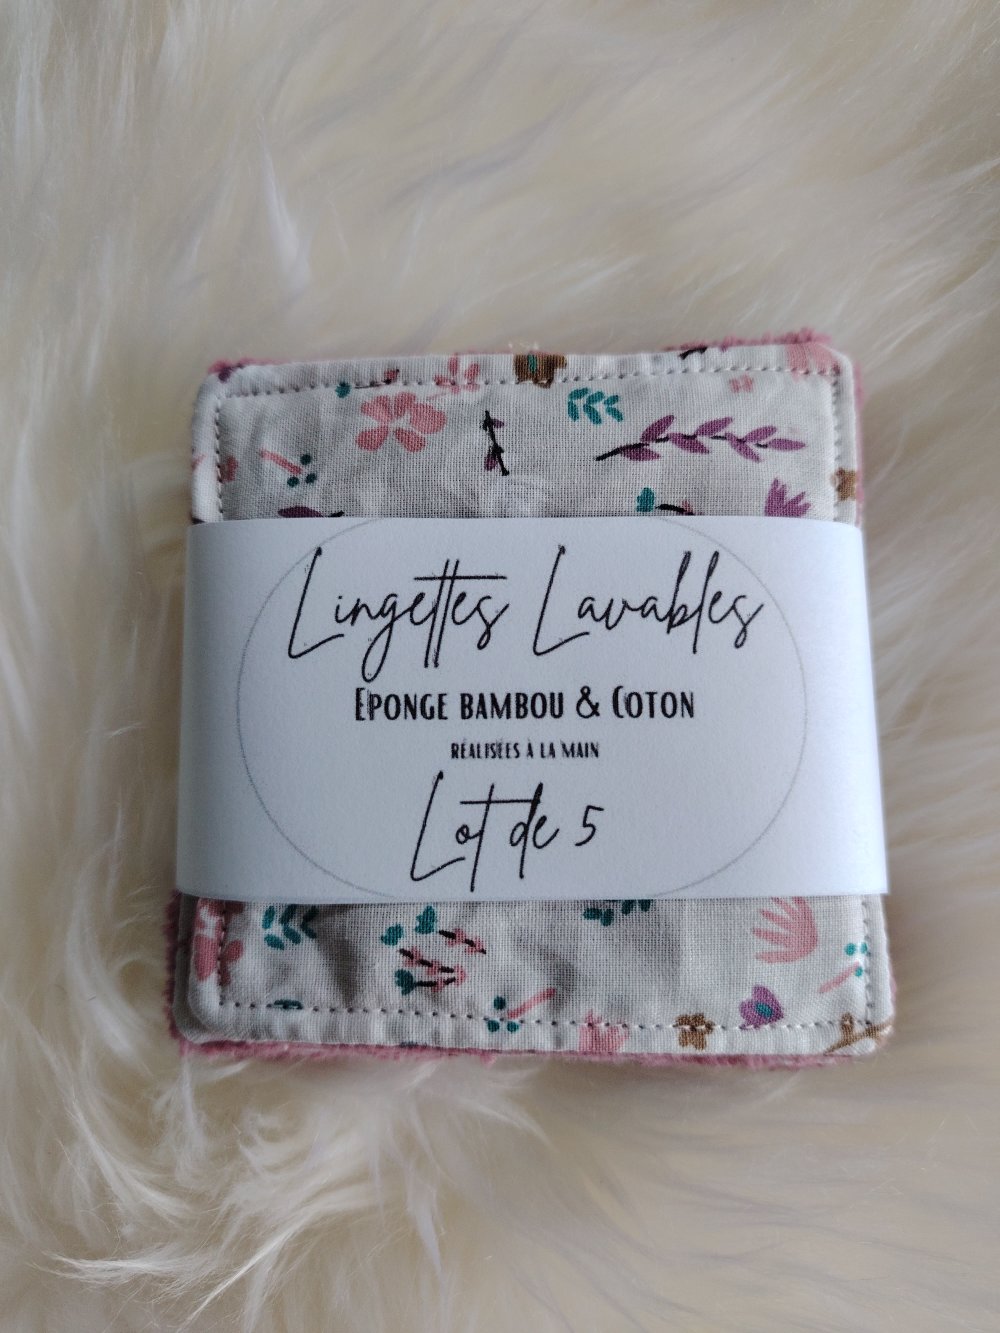 Lingettes Lavables
EPONGE BAMBOU & COTON
RÉALISÉES À LA MAIN
Lot de 5